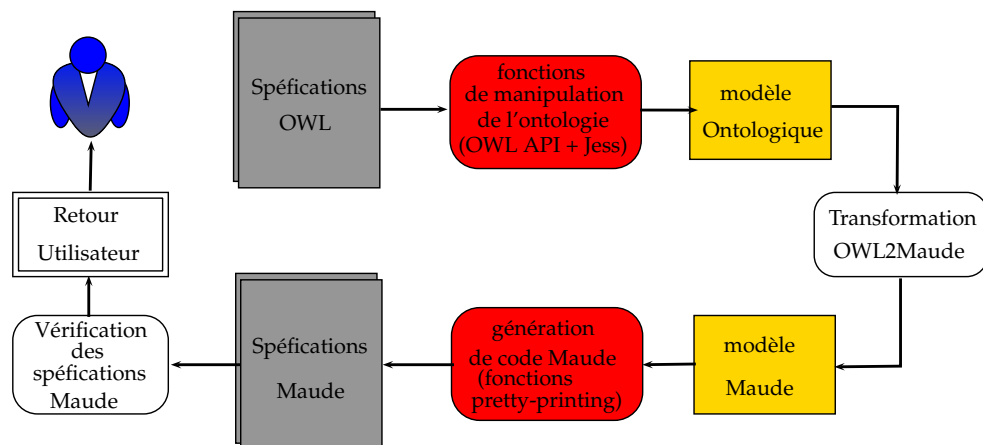 Spéfications
OWL
fonctions
de manipulation
de l'ontologie
(OWL API + Jess)
modèle
Ontologique
Transformation
OWL2Maude
modèle
Maude
génération
de code Maude
(fonctions
pretty-printing)
Spéfications
Maude
Vérification
des
spéfications
Maude
Retour
Utilisateur